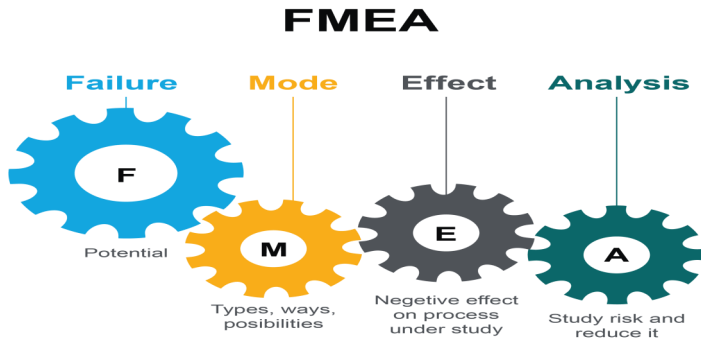 FMEA
Failure
Mode
Effect
Analysis
F
M
E
A
Potential
Types, ways,
posibilities
Negetive effect
on process
under study
Study risk and
reduce it